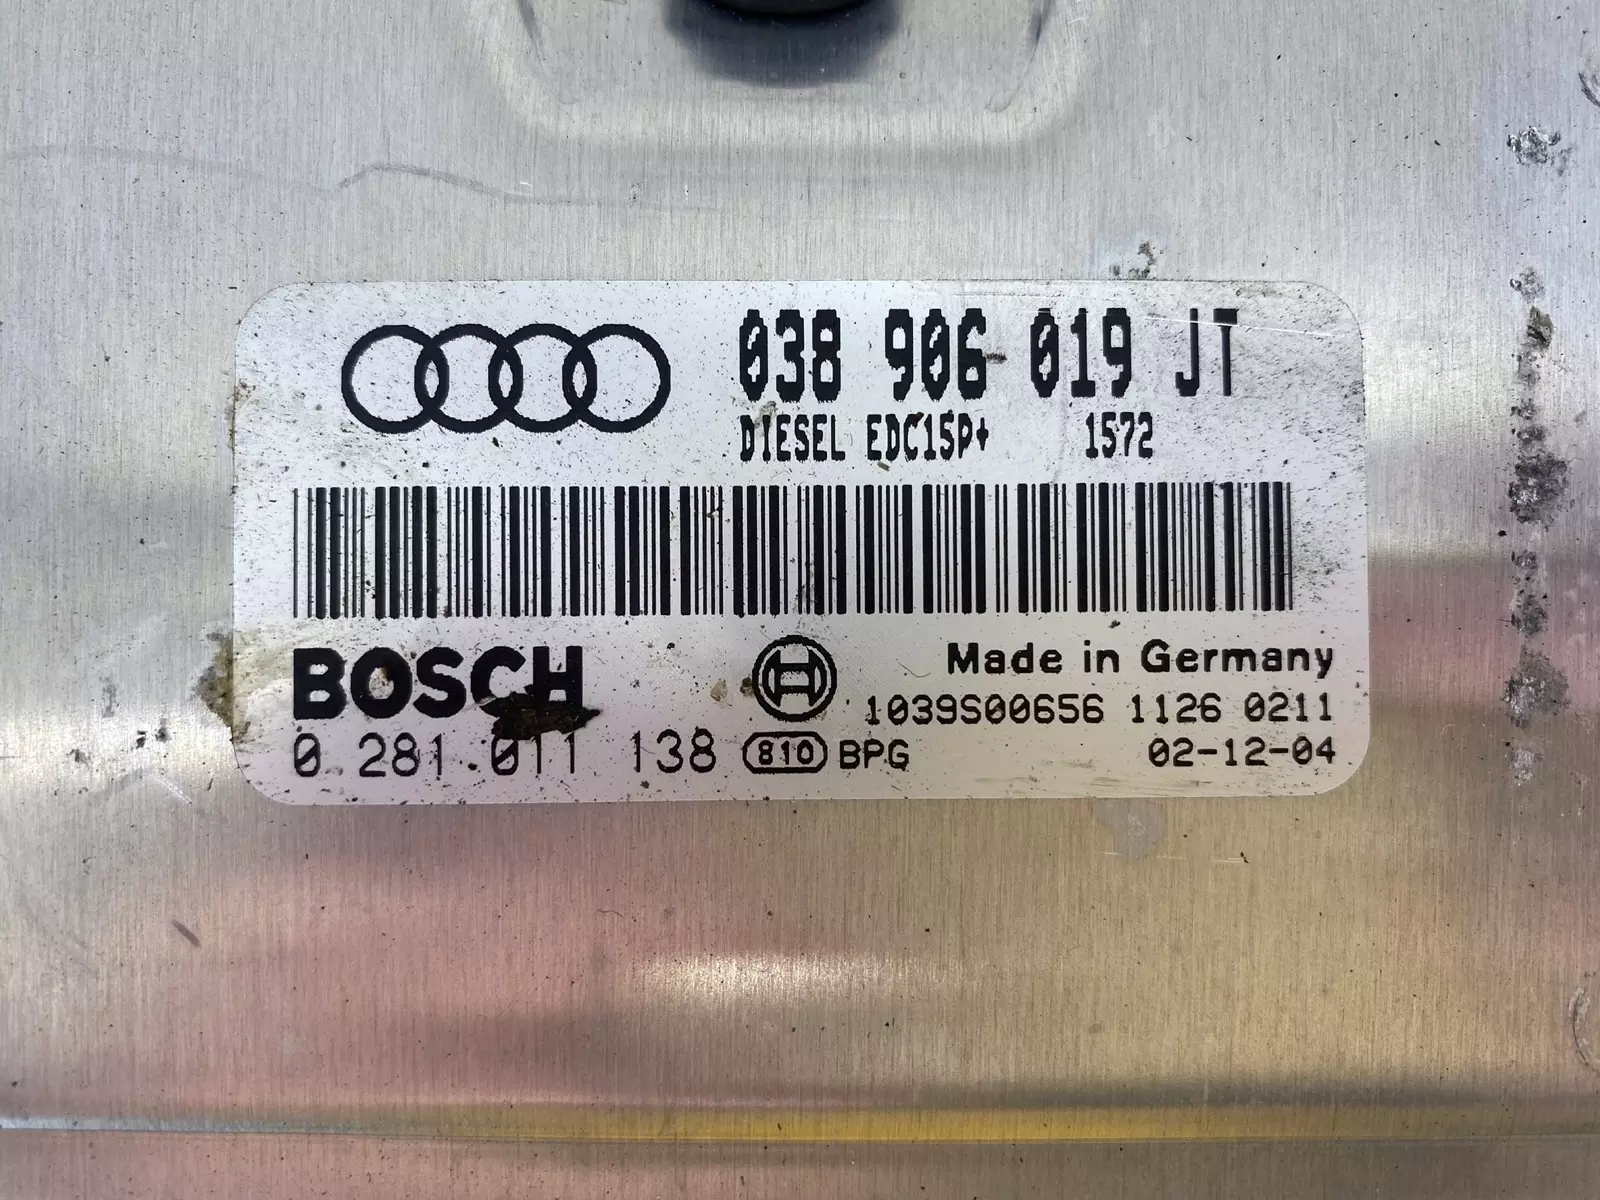 038 906 019 JT
DIESEL EDC15P+ 1572
BOSCH
Made in Germany
1039S00656 1126 0211
0 281 011 138 810 BPG 02-12-04